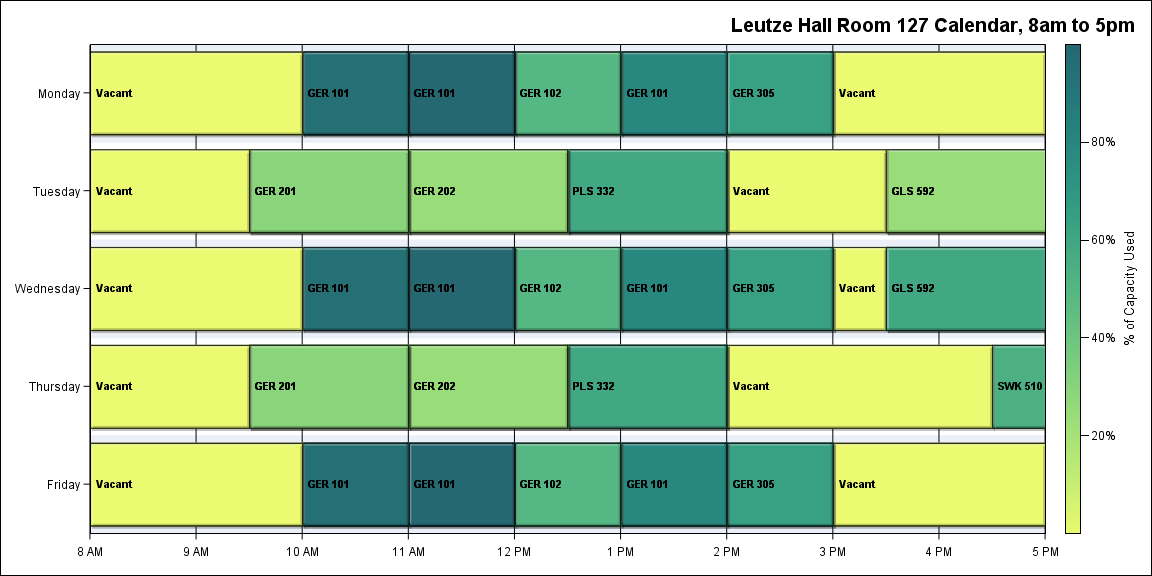 Leutze Hall Room 127 Calendar, 8am to 5pm
Monday
Vacant
GER 101
GER 101
GER 102
GER 101
GER 305
Vacant
Tuesday
Vacant
GER 201
GER 202
PLS 332
Vacant
GLS 592
Wednesday
Vacant
GER 101
GER 101
GER 102
GER 101
GER 305
Vacant
GLS 592
Thursday
Vacant
GER 201
GER 202
PLS 332
Vacant
SWK 510
Friday
Vacant
GER 101
GER 101
GER 102
GER 101
GER 305
Vacant
8 AM
9 AM
10 AM
11 AM
12 PM
1 PM
2 PM
3 PM
4 PM
5 PM
80%
60%
40%
20%
% of Capacity Used